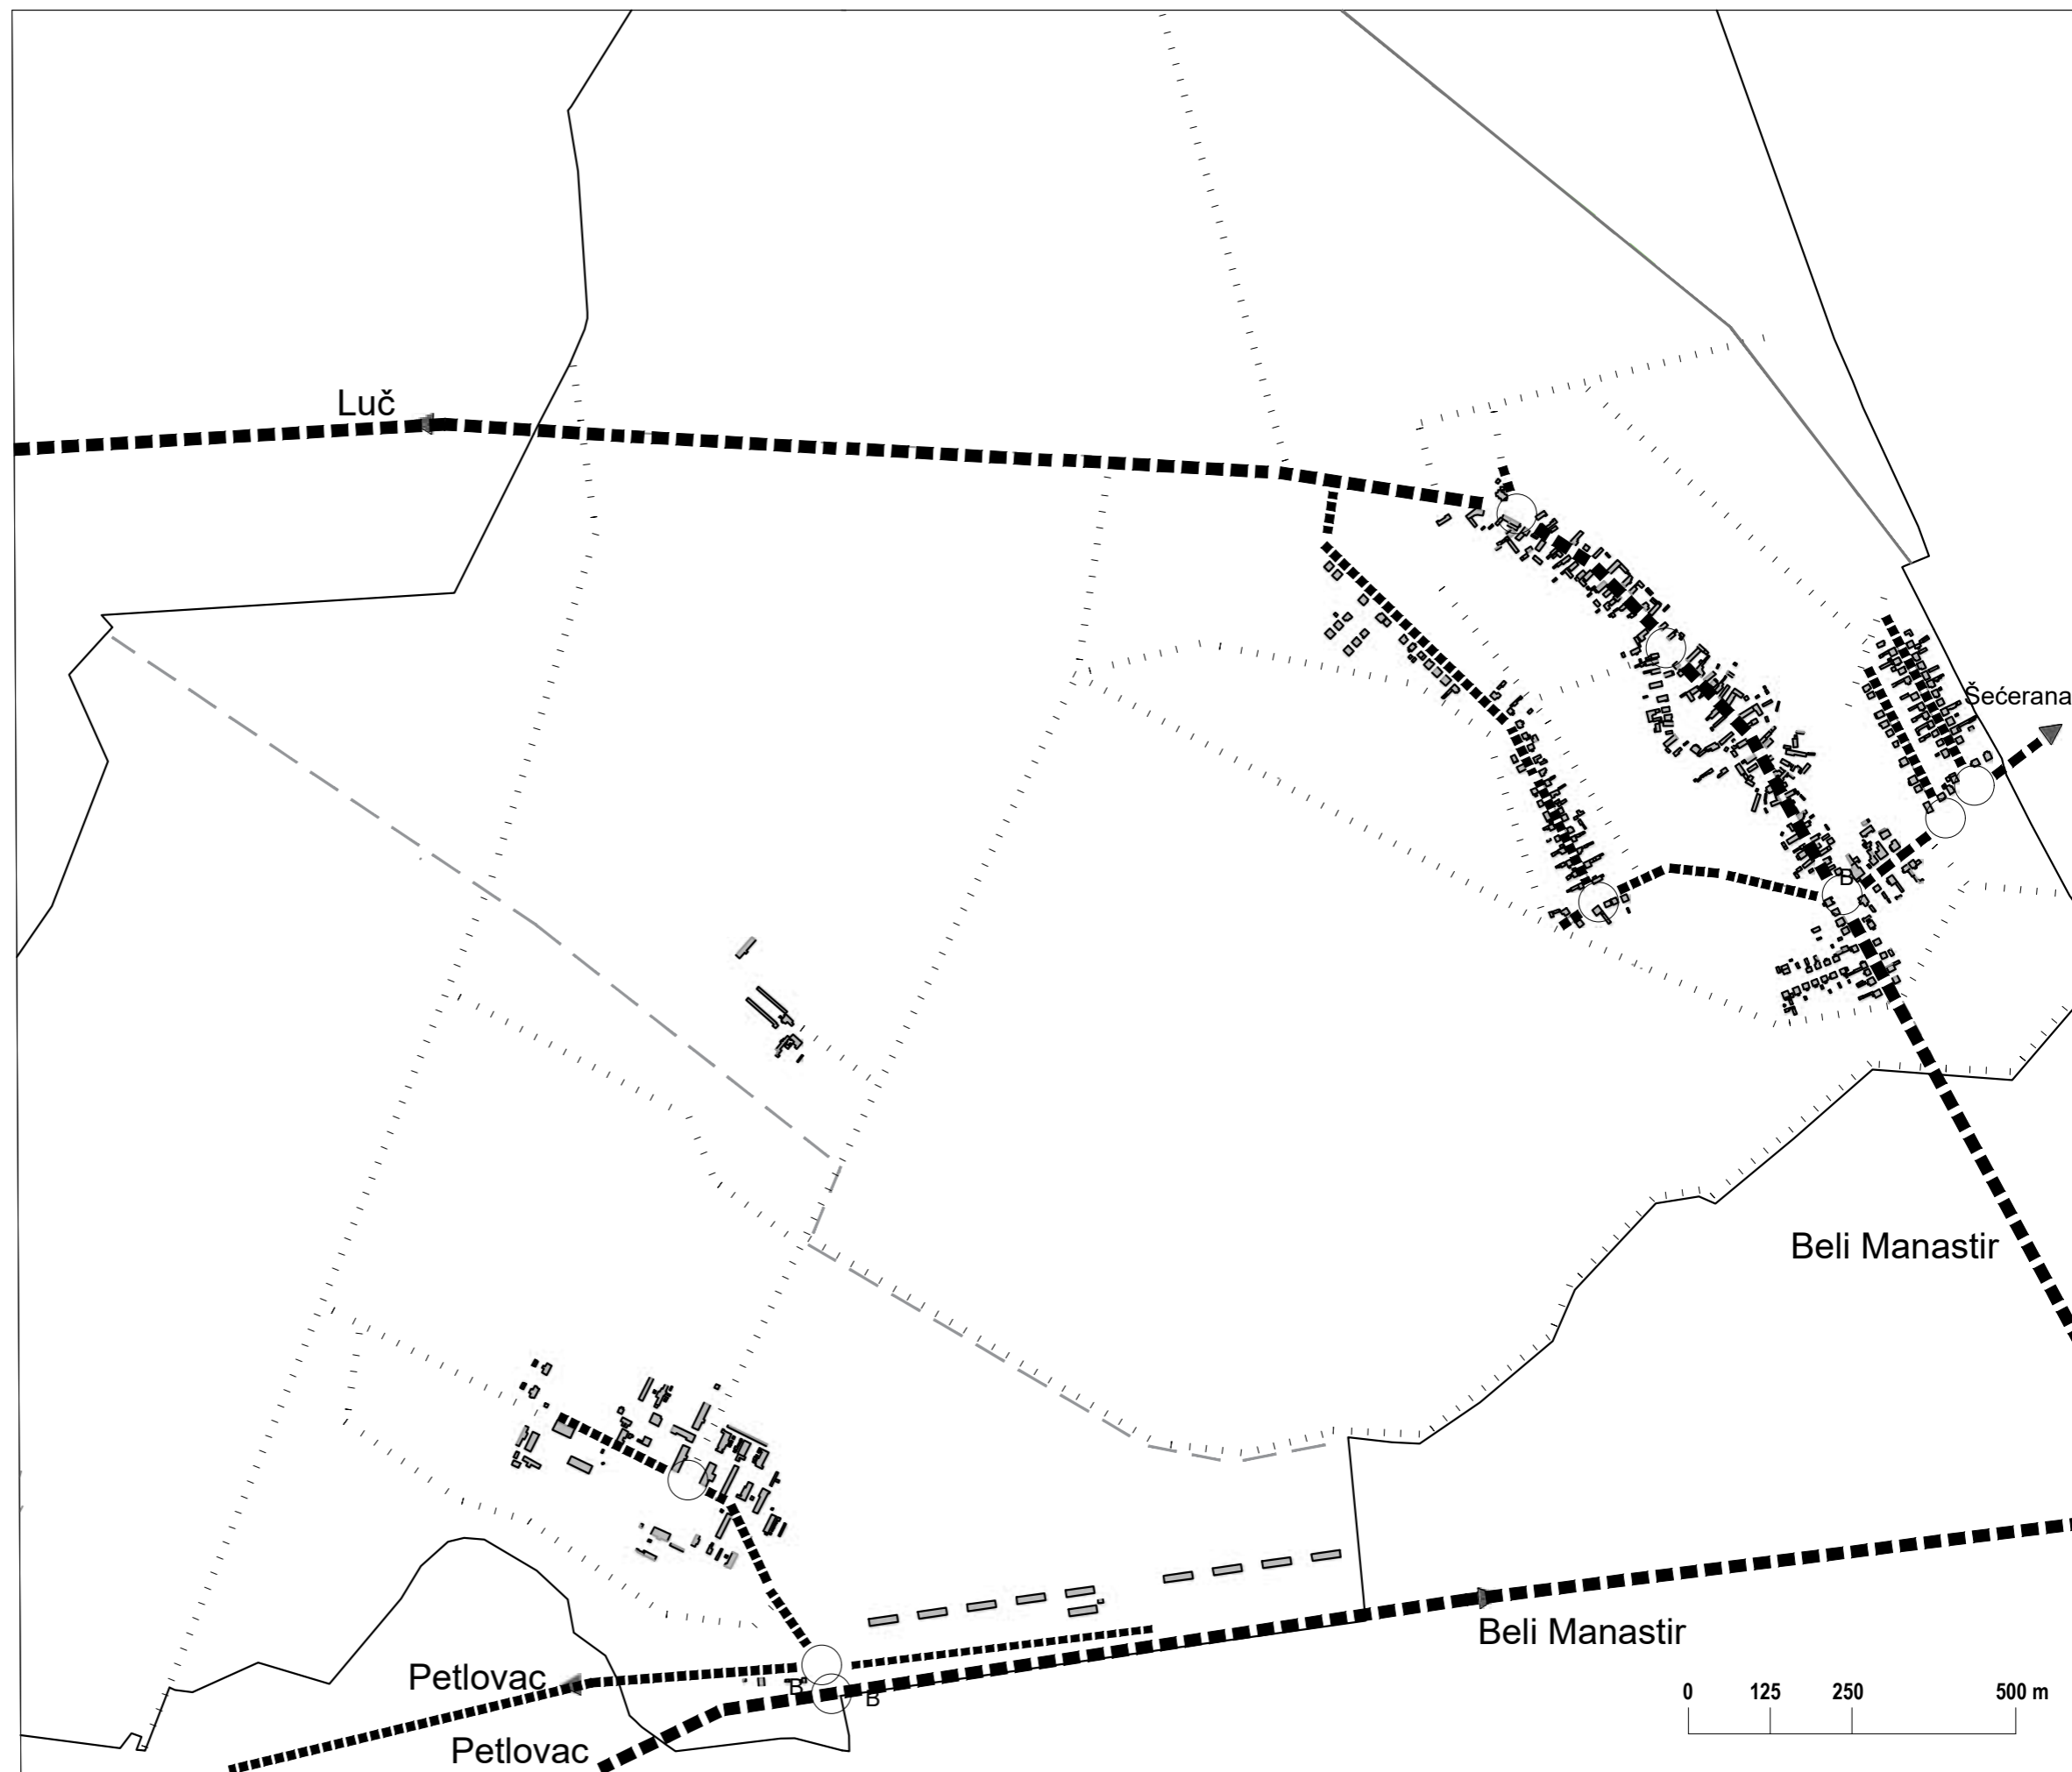 Luč
Šećerana
B
Beli Manastir
Beli Manastir
Petlovac
B
B
Petlovac
0 125 250 500 m